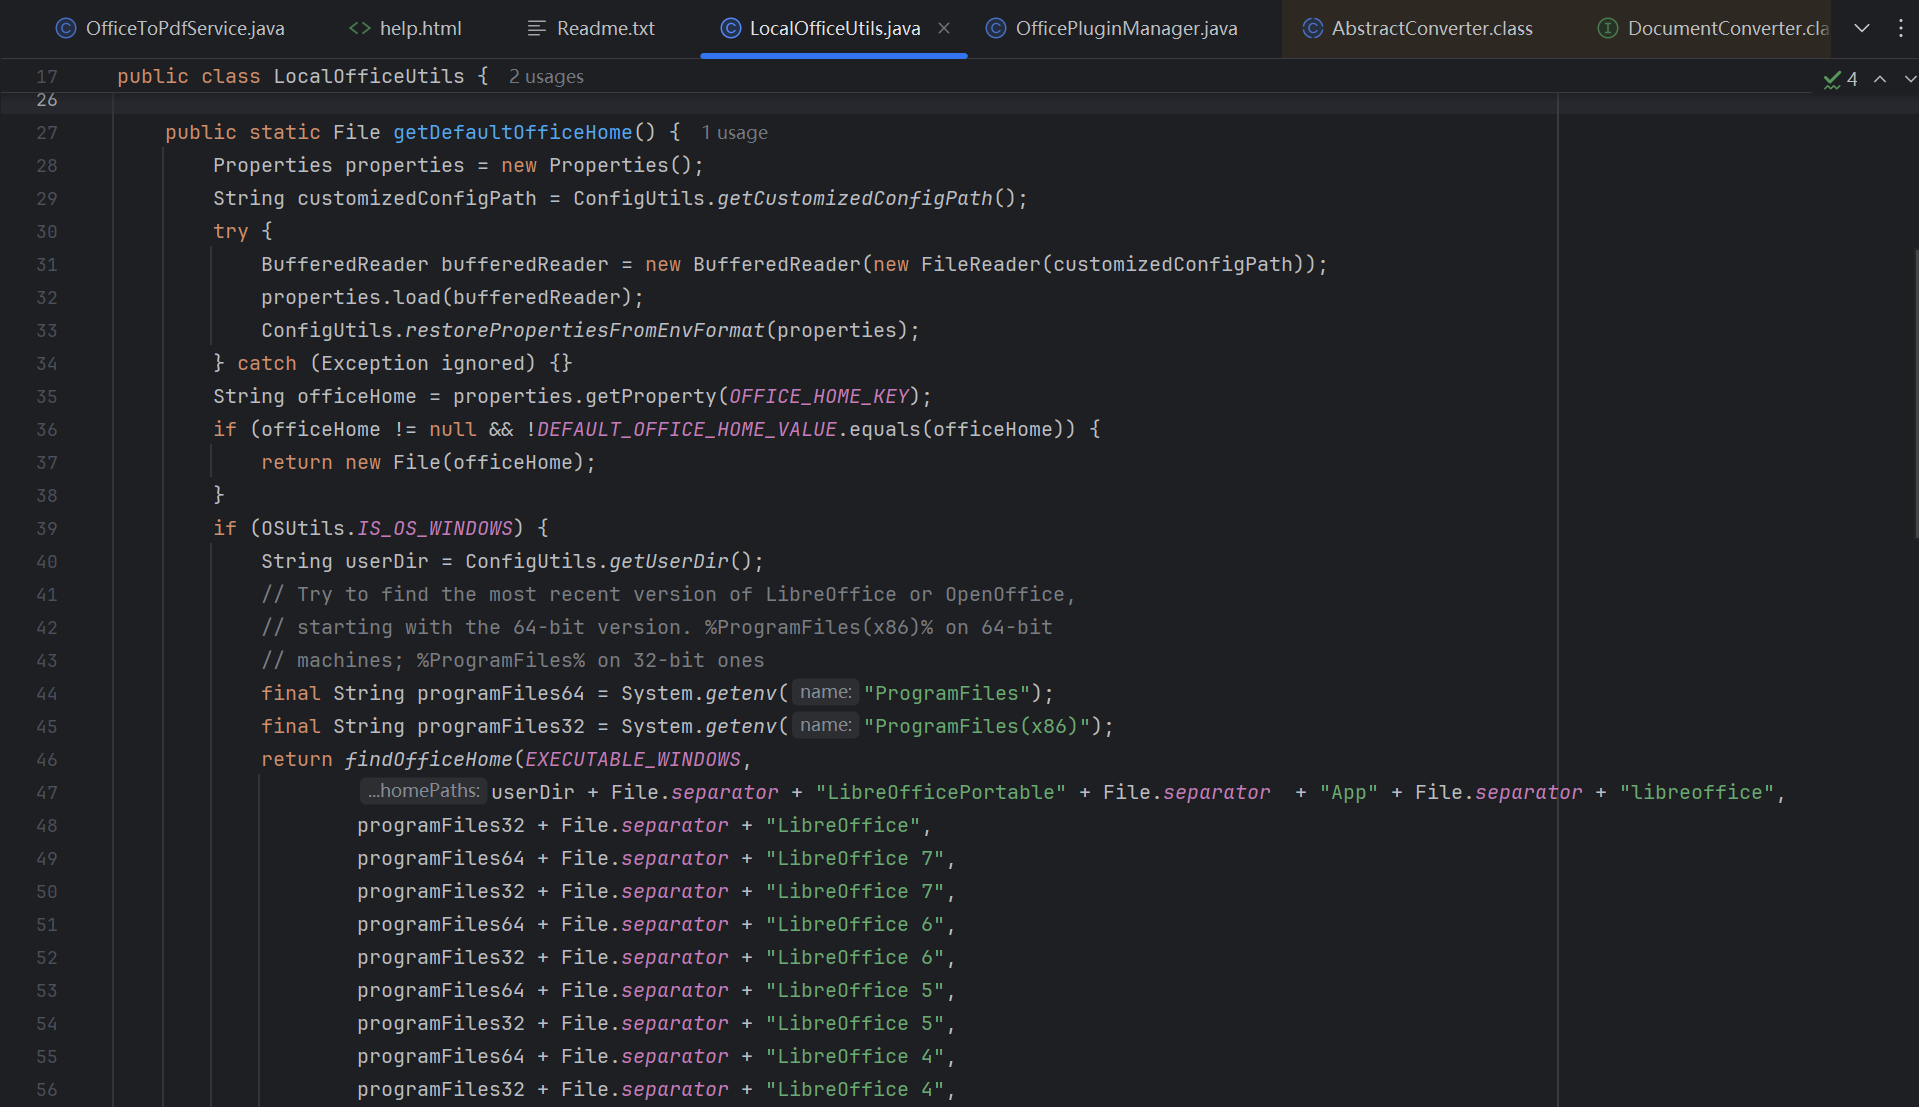 OfficeToPdfService.java <> help.html Readme.txt LocalOfficeUtils.java × OfficePluginManager.java AbstractConverter.class DocumentConverter.cla
17 public class LocalOfficeUtils { 2 usages 4
26
27 public static File getDefaultOfficeHome() { 1 usage
28 Properties properties = new Properties();
29 String customizedConfigPath = ConfigUtils.getCustomizedConfigPath();
30 try {
31 BufferedReader bufferedReader = new BufferedReader(new FileReader(customizedConfigPath));
32 properties.load(bufferedReader);
33 ConfigUtils.restorePropertiesFromEnvFormat(properties);
34 } catch (Exception ignored) {}
35 String officeHome = properties.getProperty(OFFICE_HOME_KEY);
36 if (officeHome != null && !DEFAULT_OFFICE_HOME_VALUE.equals(officeHome)) {
37 return new File(officeHome);
38 }
39 if (OSUtils.IS_OS_WINDOWS) {
40 String userDir = ConfigUtils.getUserDir();
41 // Try to find the most recent version of LibreOffice or OpenOffice,
42 // starting with the 64-bit version. %ProgramFiles(x86)% on 64-bit
43 // machines; %ProgramFiles% on 32-bit ones
44 final String programFiles64 = System.getenv( name: "ProgramFiles");
45 final String programFiles32 = System.getenv( name: "ProgramFiles(x86)");
46 return findOfficeHome(EXECUTABLE_WINDOWS,
47 ...homePaths: userDir + File.separator + "LibreOfficePortable" + File.separator + "App" + File.separator + "libreoffice",
48 programFiles32 + File.separator + "LibreOffice",
49 programFiles64 + File.separator + "LibreOffice 7",
50 programFiles32 + File.separator + "LibreOffice 7",
51 programFiles64 + File.separator + "LibreOffice 6",
52 programFiles32 + File.separator + "LibreOffice 6",
53 programFiles64 + File.separator + "LibreOffice 5",
54 programFiles32 + File.separator + "LibreOffice 5",
55 programFiles64 + File.separator + "LibreOffice 4",
56 programFiles32 + File.separator + "LibreOffice 4",